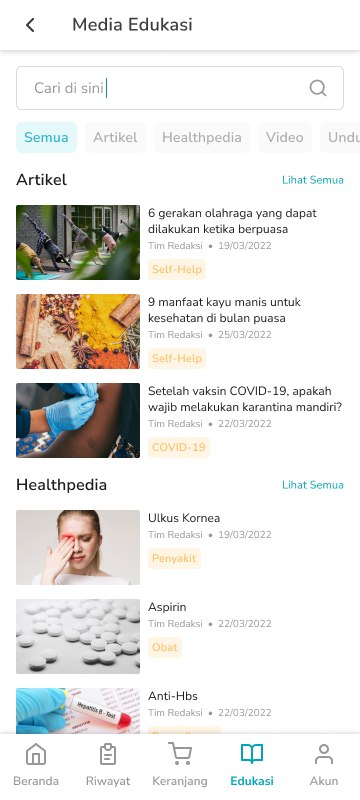 Media Edukasi
Cari di sini
Semua
Artikel
Healthpedia
Video
Undu
Artikel
Lihat Semua
6 gerakan olahraga yang dapat
dilakukan ketika berpuasa
Tim Redaksi • 19/03/2022
Self-Help
9 manfaat kayu manis untuk
kesehatan di bulan puasa
Tim Redaksi • 25/03/2022
Self-Help
Setelah vaksin COVID-19, apakah
wajib melakukan karantina mandiri?
Tim Redaksi • 22/03/2022
COVID-19
Healthpedia
Lihat Semua
Ulkus Kornea
Tim Redaksi • 19/03/2022
Penyakit
Aspirin
Tim Redaksi • 22/03/2022
Obat
Hepatitis B - Test
Anti-Hbs
Tim Redaksi • 22/03/2022
Beranda
Riwayat
Keranjang
Edukasi
Akun